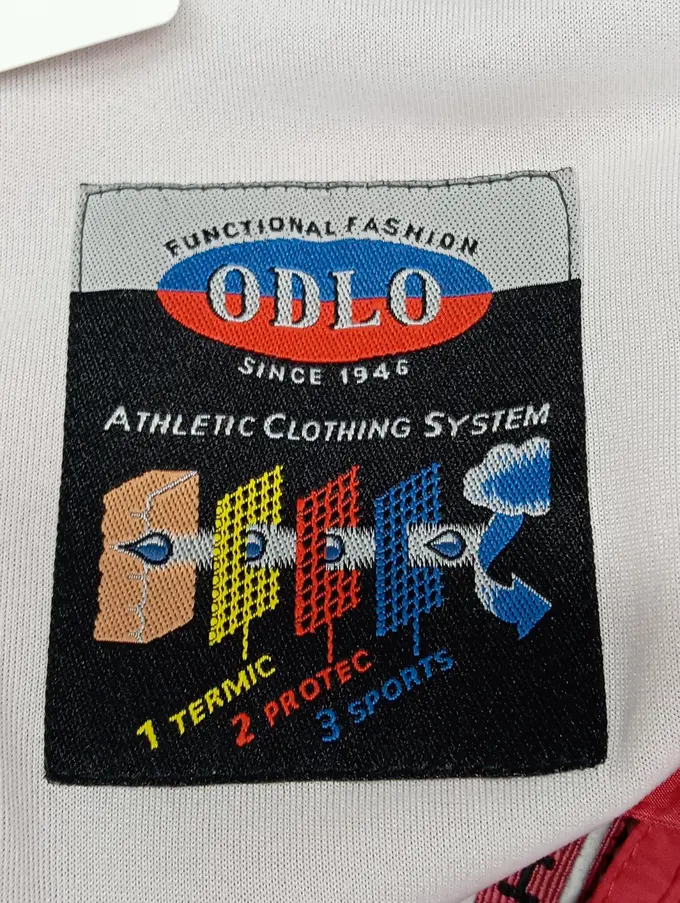 FUNCTIONAL FASHION
ODLO
SINCE 1946
ATHLETIC CLOTHING SYSTEM
1 TERMIC
2 PROTEC
3 SPORTS